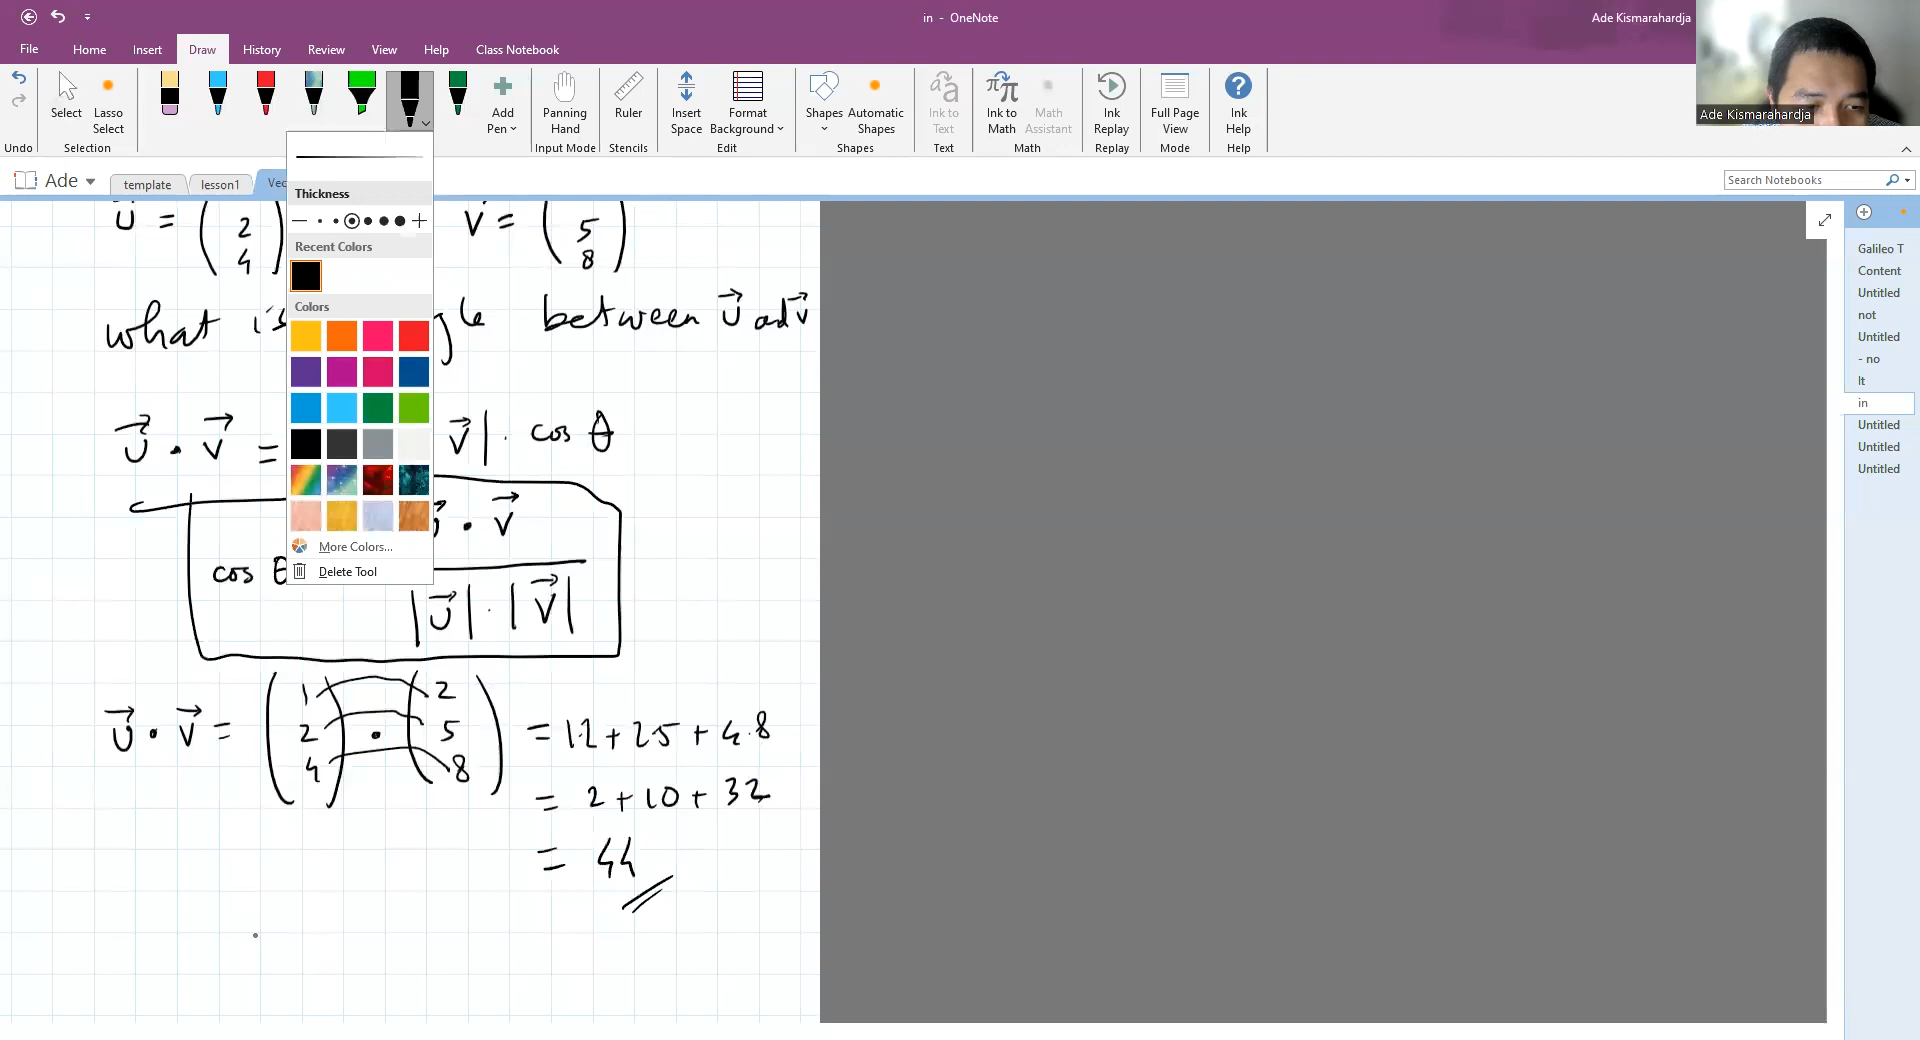 in - OneNote
Ade Kismarahardja
File Home Insert Draw History Review View Help Class Notebook
Select Lasso Select Add Pen Panning Hand Ruler Insert Space Format Background Shapes Automatic Shapes Ink to Text Ink to Math Math Assistant Ink Replay Full Page View Ink Help
Ade Kismarahardja
Undo Selection Input Mode Stencils Edit Shapes Text Math Replay Mode Help
Ade template lesson1 Vec
Search Notebooks
Thickness
Recent Colors
Colors
More Colors...
Delete Tool
u = ( 2 4 ) v = ( 5 8 )
what is between u⃗ and v⃗
u⃗ · v⃗ = v⃗| · cos θ
u⃗ · v⃗
cos θ
|u⃗| · |v⃗|
u⃗ · v⃗ = ( 1 2 4 ) · ( 2 5 8 ) = 1.2 + 2.5 + 4.8
= 2 + 10 + 32
= 44
Galileo T
Content
Untitled
not
Untitled
- no
It
in
Untitled
Untitled
Untitled